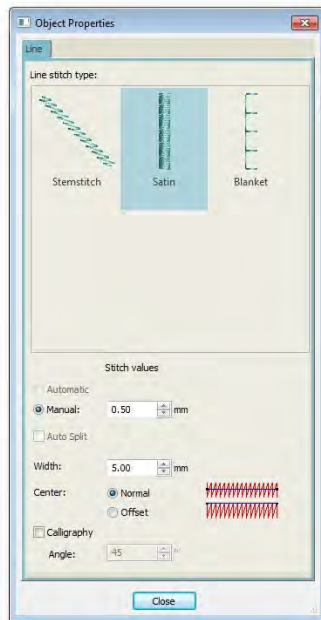 Object Properties
Line
Line stitch type:
Stemstitch Satin Blanket
Stitch values
Automatic
Manual: 0.50 mm
Auto Split
Width: 5.00 mm
Center: Normal
Offset
Calligraphy
Angle: 45 °
Close